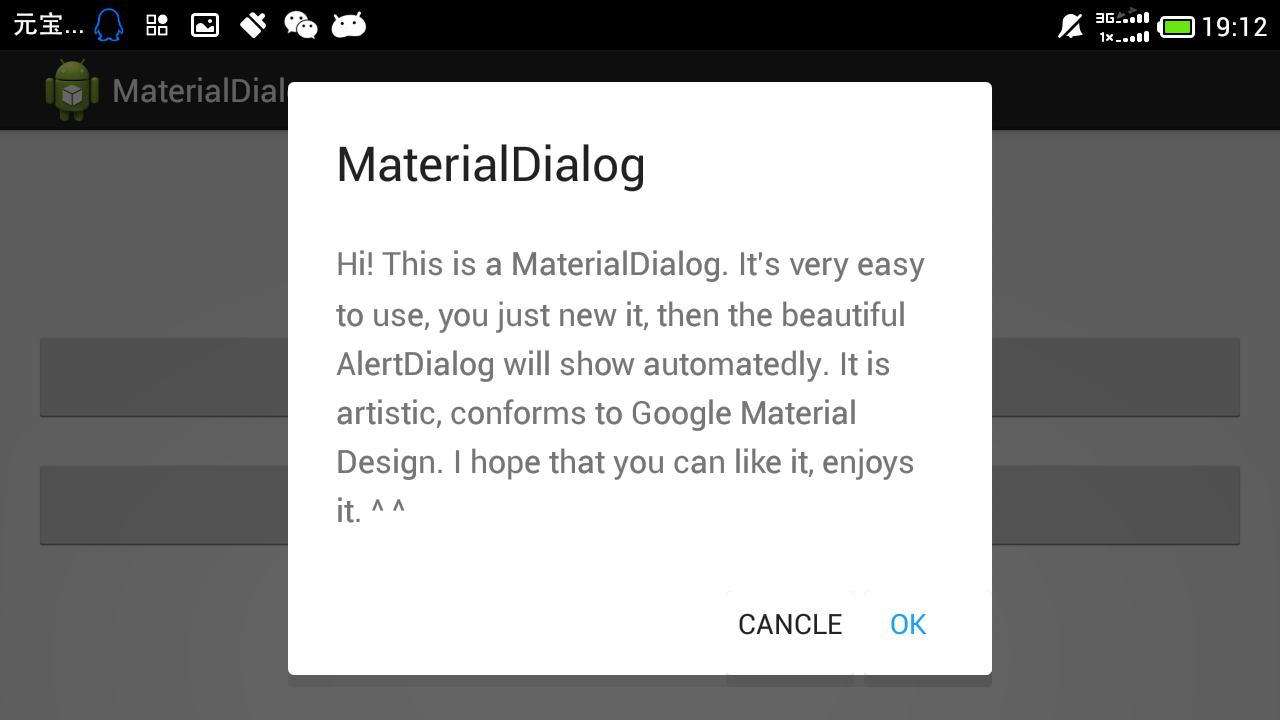 元宝...
3G
1×
19:12
MaterialDial
MaterialDialog
Hi! This is a MaterialDialog. It's very easy
to use, you just new it, then the beautiful
AlertDialog will show automatedly. It is
artistic, conforms to Google Material
Design. I hope that you can like it, enjoys
it. ^ ^
CANCLE
OK